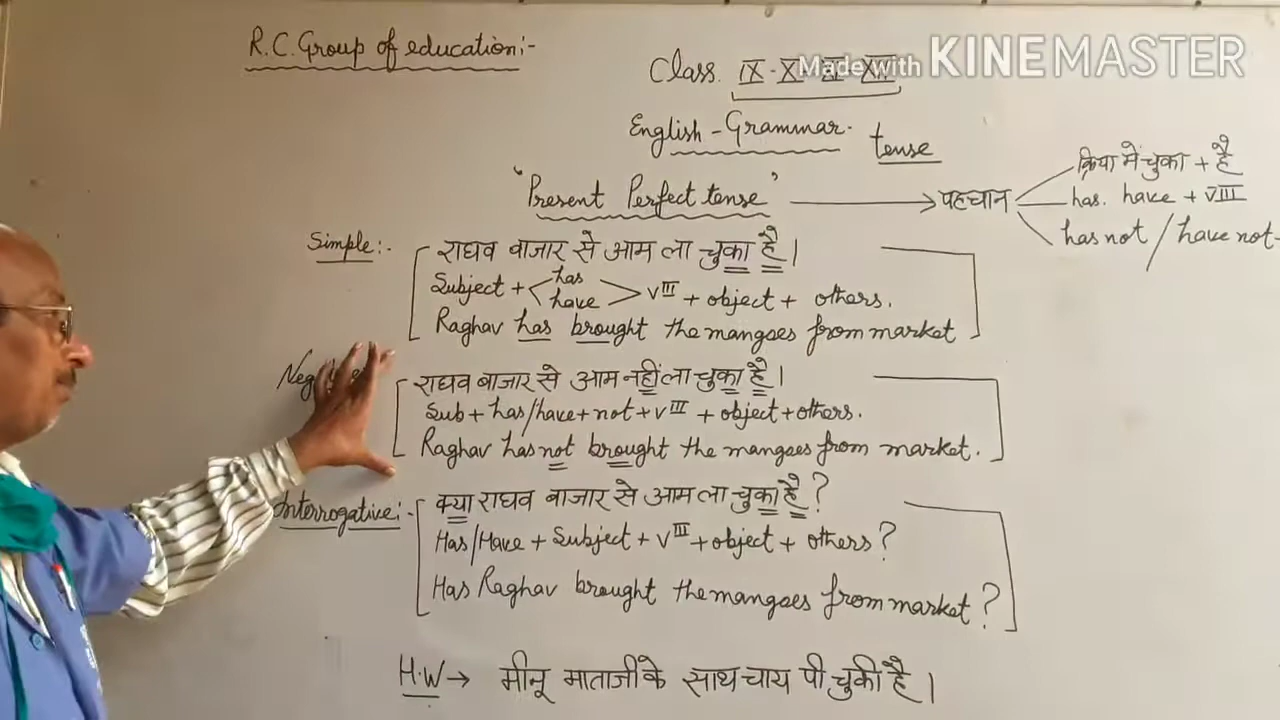 R.C. Group of education:-
Class. IX - X - XI - XII
Made with KINEMASTER
English - Grammar.
tense
"Present Perfect tense" → पहचान
क्रिया में चुका + है
has. have + VIII
has not / have not-
Simple:-
राघव बाजार से आम ला चुका है।
Subject + < has have > VIII + object + others.
Raghav has brought the mangoes from market
राघव बाजार से आम नहीं ला चुका है।
Sub + has/have + not + VIII + object + others.
Raghav has not brought the mangoes from market.
Interrogative:-
क्या राघव बाजार से आम ला चुका है?
Has/Have + Subject + VIII + object + others?
Has Raghav brought the mangoes from market?
H.W → मीनू माताजी के साथ चाय पी चुकी है।